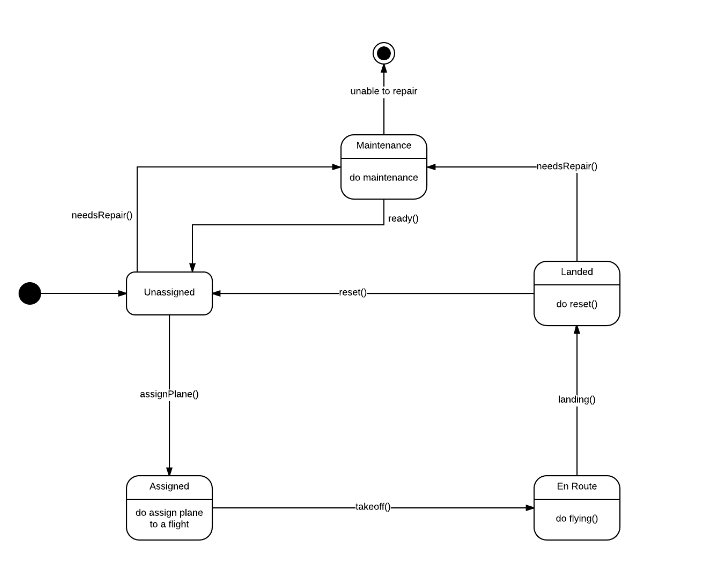 unable to repair
Maintenance
do maintenance
needsRepair()
needsRepair()
ready()
Landed
do reset()
Unassigned
reset()
assignPlane()
landing()
Assigned
do assign plane
to a flight
takeoff()
En Route
do flying()